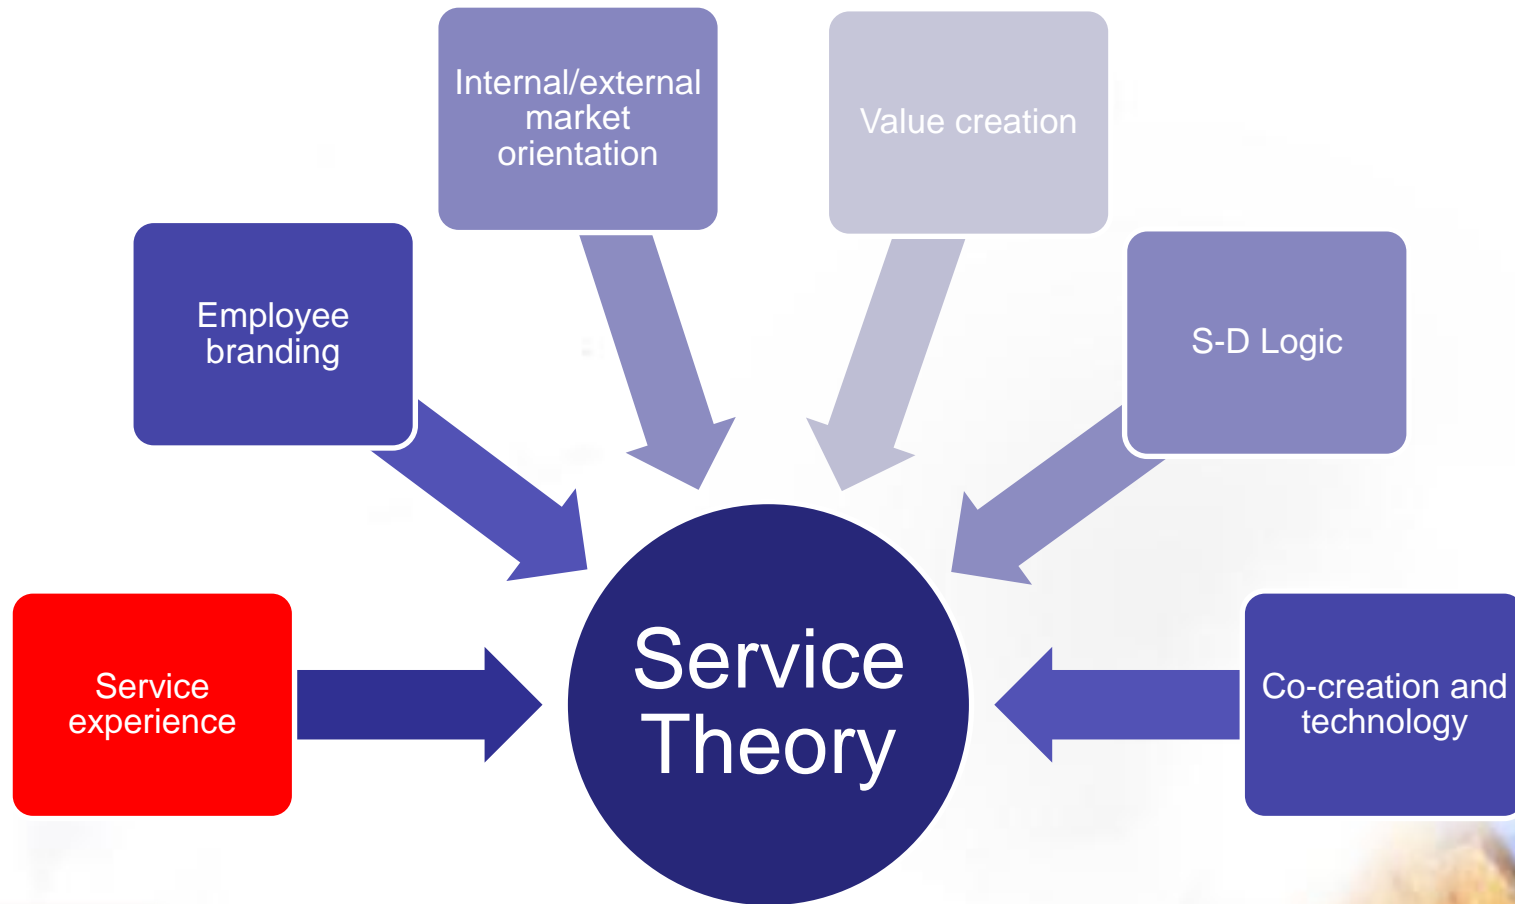 Internal/external
market
orientation
Value creation
Employee
branding
S-D Logic
Service
experience
Service
Theory
Co-creation and
technology